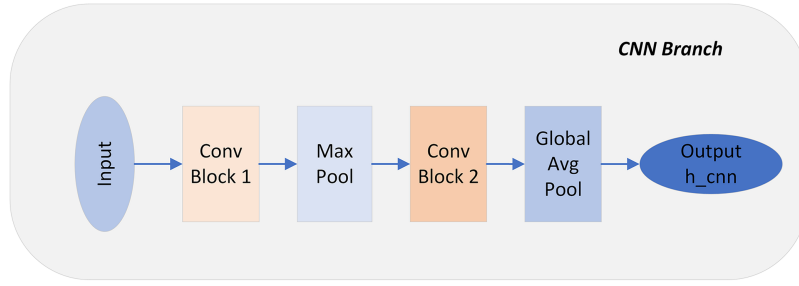 CNN Branch
Input
Conv
Block 1
Max
Pool
Conv
Block 2
Global
Avg
Pool
Output
h_cnn